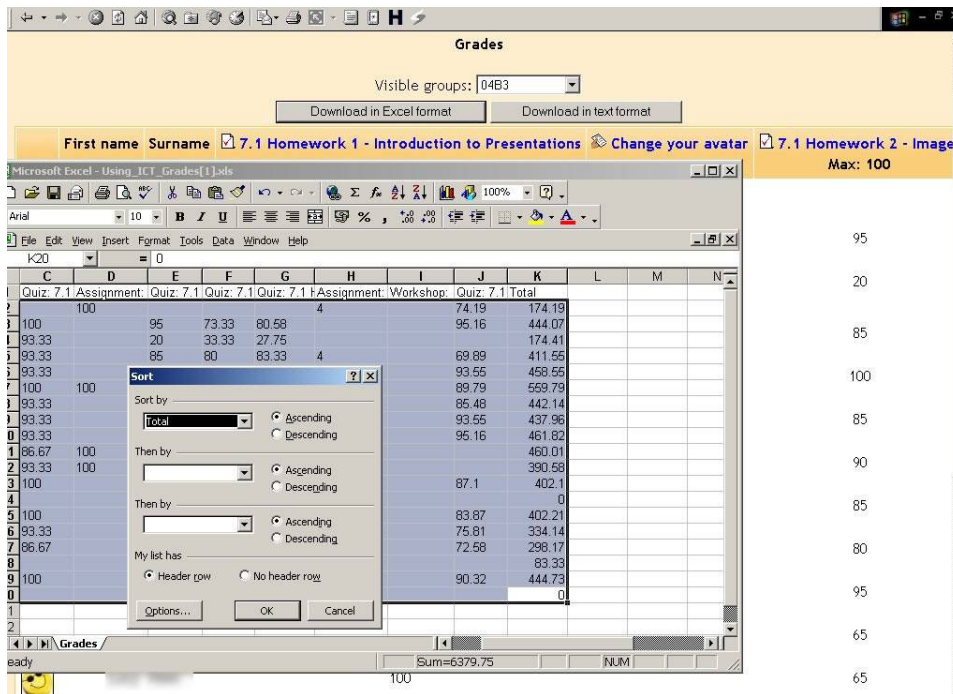 H
Grades
Visible groups: 04B3
Download in Excel format Download in text format
First name Surname 7.1 Homework 1 - Introduction to Presentations Change your avatar 7.1 Homework 2 - Image
Max: 100
Microsoft Excel - Using_ICT_Grades[1].xls
100%
Arial 10 B I U
File Edit View Insert Format Tools Data Window Help
K20 = 0
C D E F G H I J K L M N
Quiz: 7.1 Assignment: Quiz: 7.1 Quiz: 7.1 Quiz: 7.1 H Assignment: Workshop: Quiz: 7.1 Total
100 4 74.19 174.19
100 95 73.33 80.58 95.16 444.07
93.33 20 33.33 27.75 174.41
93.33 85 80 83.33 4 69.89 411.55
93.33 93.55 458.55
100 100 89.79 559.79
93.33 85.48 442.14
93.33 93.55 437.96
93.33 95.16 461.82
86.67 100 460.01
93.33 100 390.58
100 87.1 402.1
0
100 83.87 402.21
93.33 75.81 334.14
86.67 72.58 298.17
83.33
100 90.32 444.73
0
Sort
Sort by
Total
Ascending
Descending
Then by
Ascending
Descending
Then by
Ascending
Descending
My list has
Header row No header row
Options... OK Cancel
Grades
eady Sum=6379.75 NUM
100
95
20
85
100
85
90
85
80
95
65
65